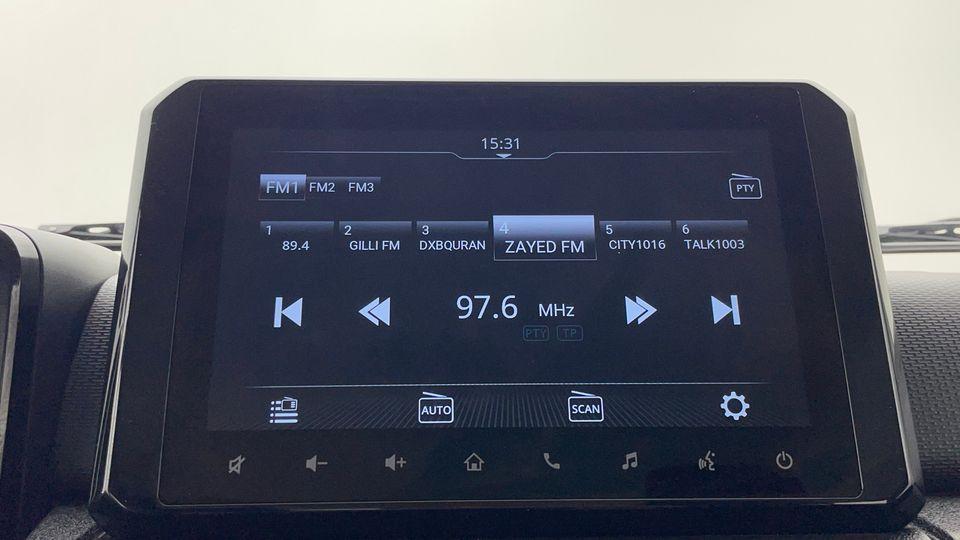 15:31
FM1 FM2 FM3 PTY
1 2 3 4 5 6
89.4 GILLI FM DXBQURAN ZAYED FM CITY1016 TALK1003
97.6 MHz
PTY TP
AUTO SCAN